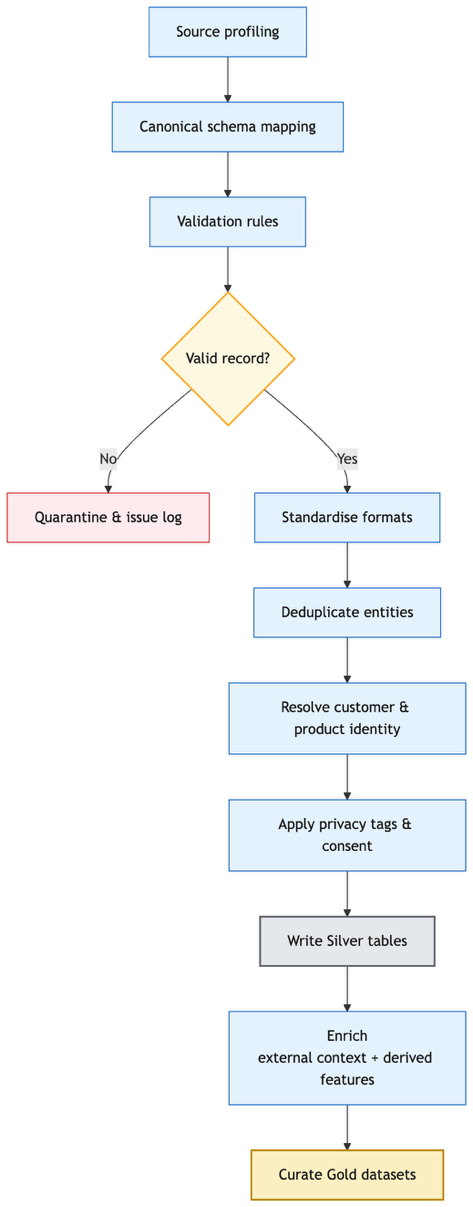 Source profiling
Canonical schema mapping
Validation rules
Valid record?
No
Yes
Quarantine & issue log
Standardise formats
Deduplicate entities
Resolve customer &
product identity
Apply privacy tags &
consent
Write Silver tables
Enrich
external context + derived
features
Curate Gold datasets